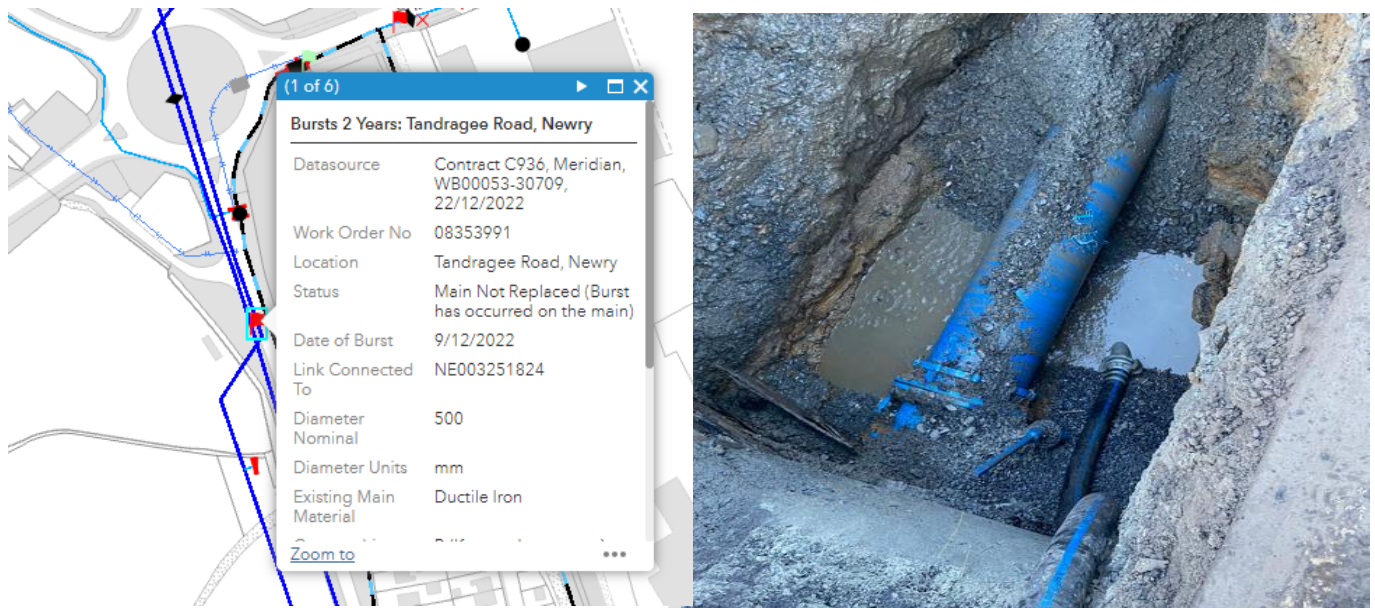 (1 of 6)
Bursts 2 Years: Tandragee Road, Newry
Datasource Contract C936, Meridian,
WB00053-30709,
22/12/2022
Work Order No 08353991
Location Tandragee Road, Newry
Status Main Not Replaced (Burst
has occurred on the main)
Date of Burst 9/12/2022
Link Connected NE003251824
To
Diameter 500
Nominal
Diameter Units mm
Existing Main Ductile Iron
Material
Zoom to